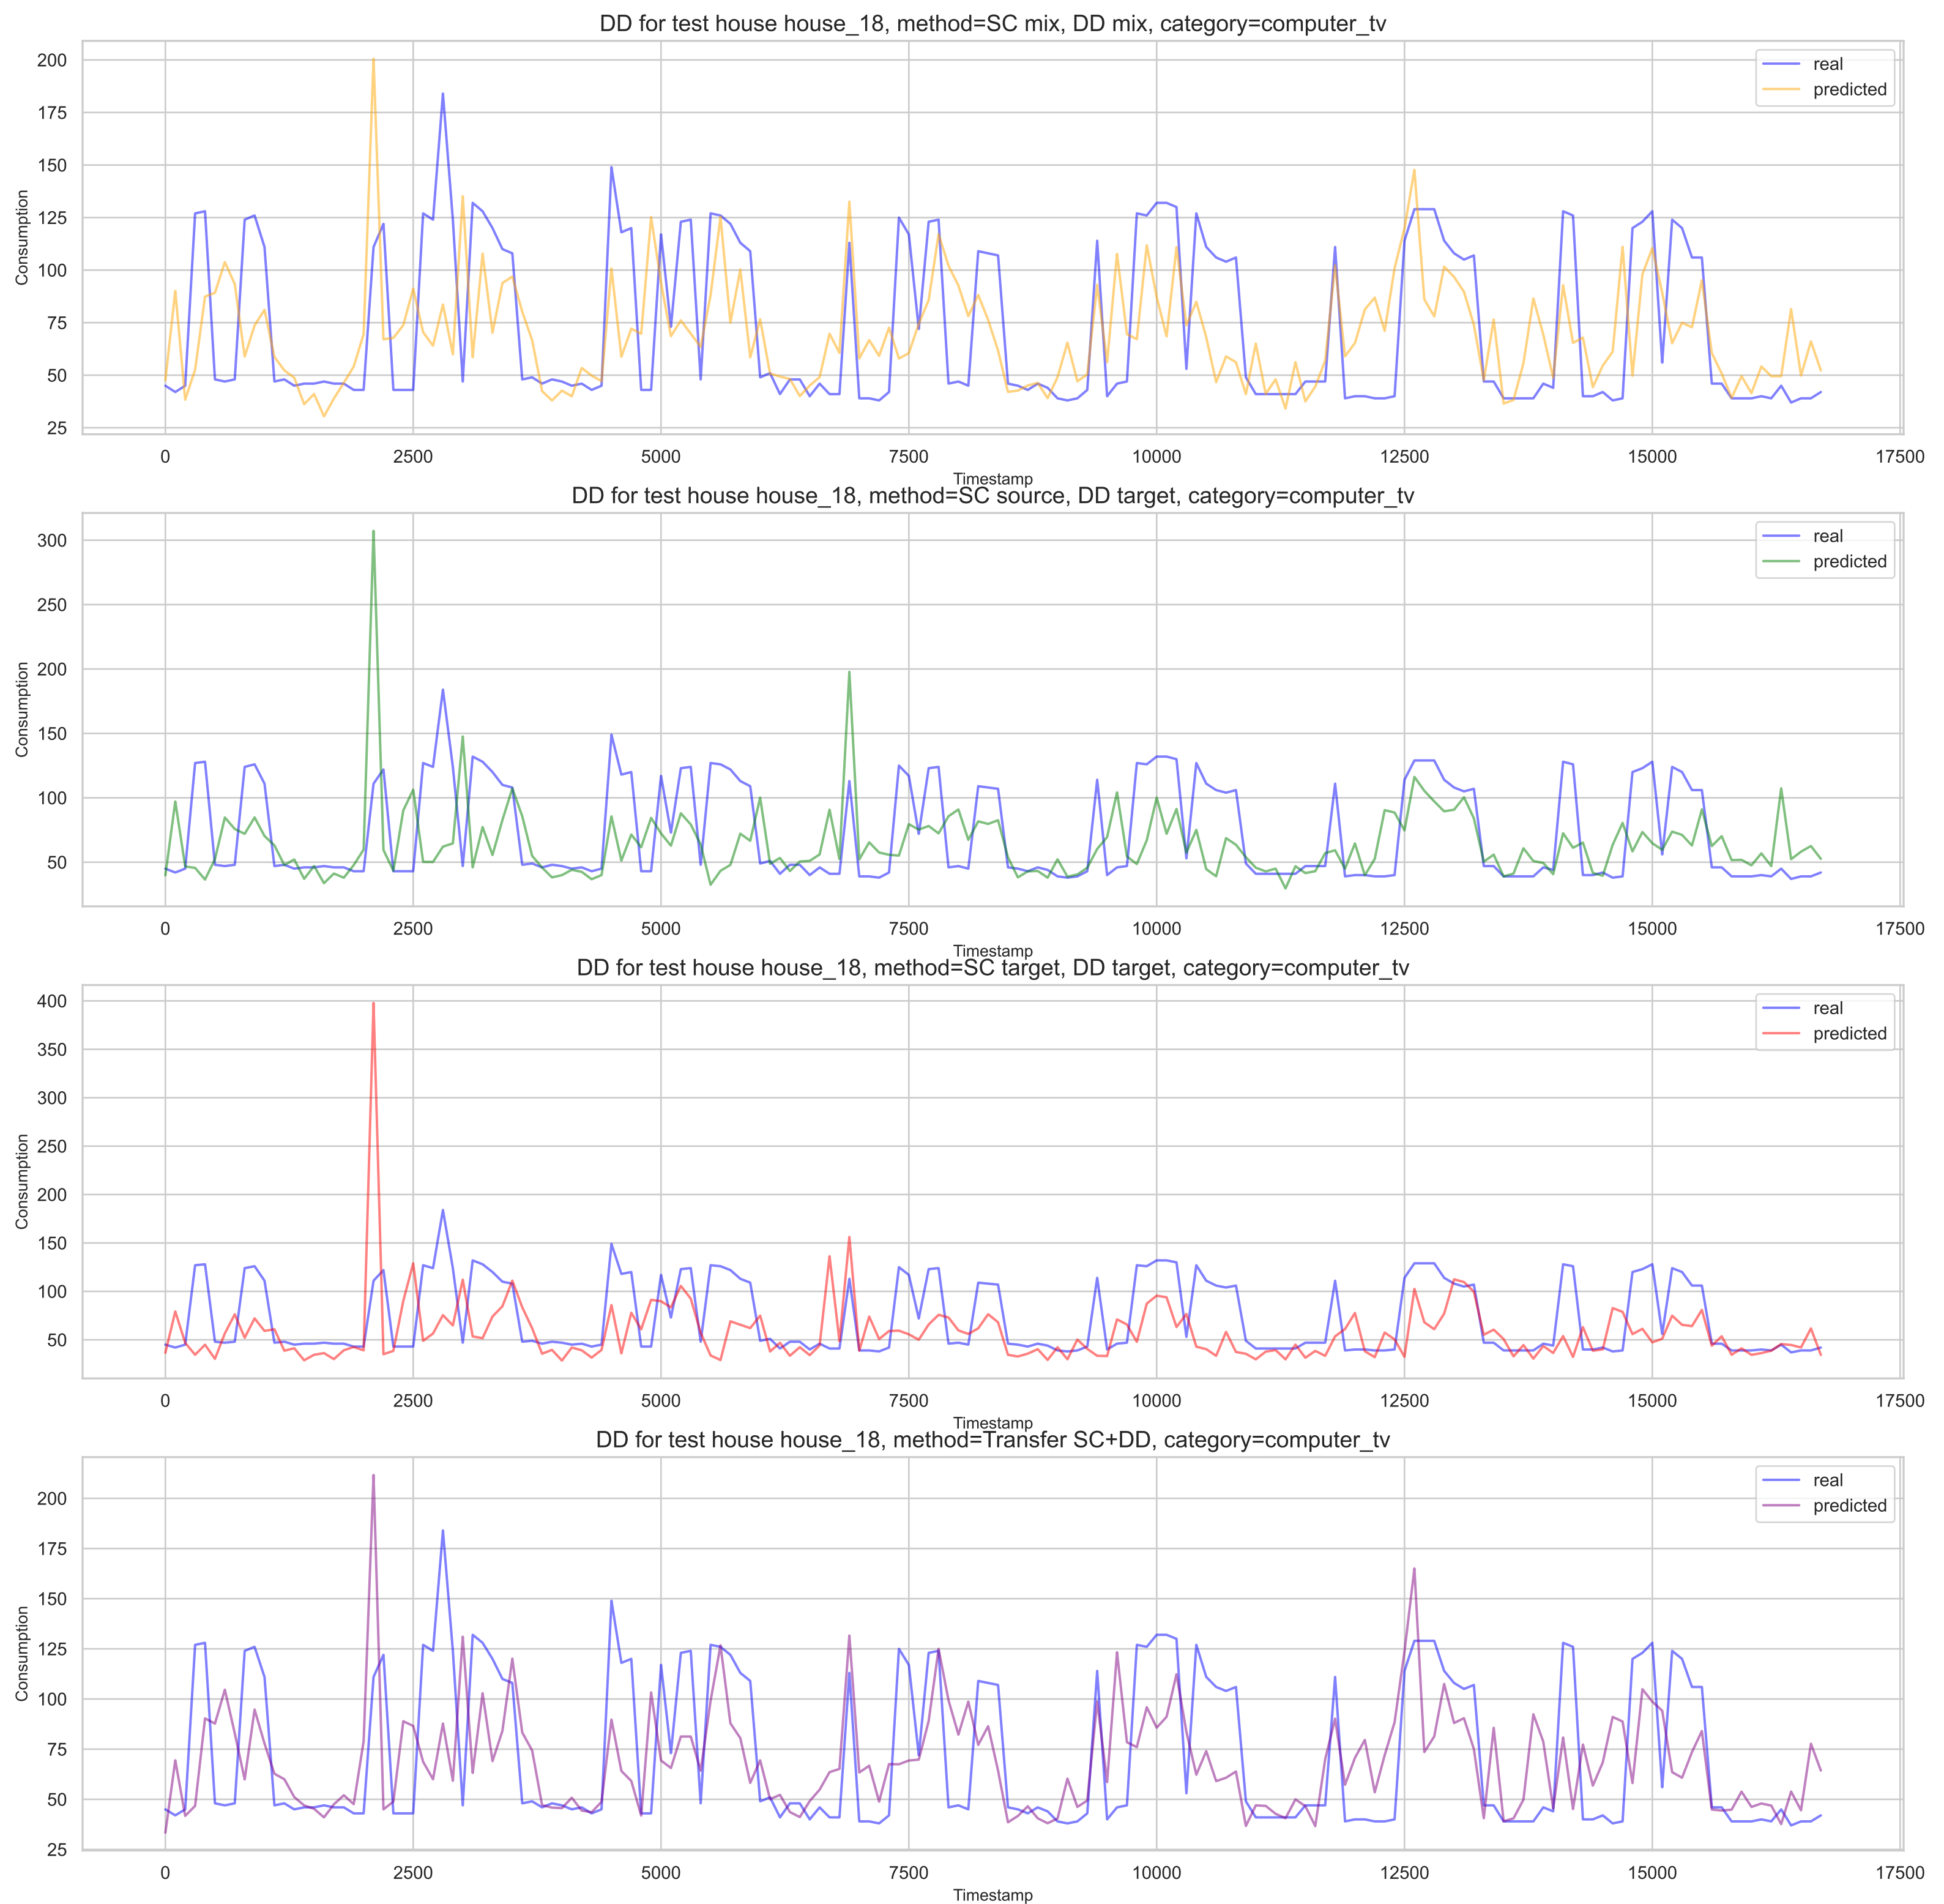 DD for test house house_18, method=SC mix, DD mix, category=computer_tv
real
predicted
Consumption
200
175
150
125
100
75
50
25
0 2500 5000 7500 10000 12500 15000 17500
Timestamp
DD for test house house_18, method=SC source, DD target, category=computer_tv
real
predicted
Consumption
300
250
200
150
100
50
0 2500 5000 7500 10000 12500 15000 17500
Timestamp
DD for test house house_18, method=SC target, DD target, category=computer_tv
real
predicted
Consumption
400
350
300
250
200
150
100
50
0 2500 5000 7500 10000 12500 15000 17500
Timestamp
DD for test house house_18, method=Transfer SC+DD, category=computer_tv
real
predicted
Consumption
200
175
150
125
100
75
50
25
0 2500 5000 7500 10000 12500 15000 17500
Timestamp